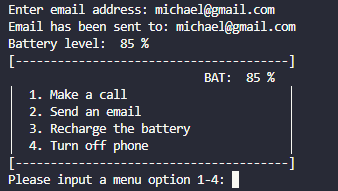 Enter email address: michael@gmail.com
Email has been sent to: michael@gmail.com
Battery level:  85 %
[---------------------------------------]
                            BAT:  85 %
|  1. Make a call                       |
|  2. Send an email                     |
|  3. Recharge the battery              |
|  4. Turn off phone                    |
[---------------------------------------]
Please input a menu option 1-4: